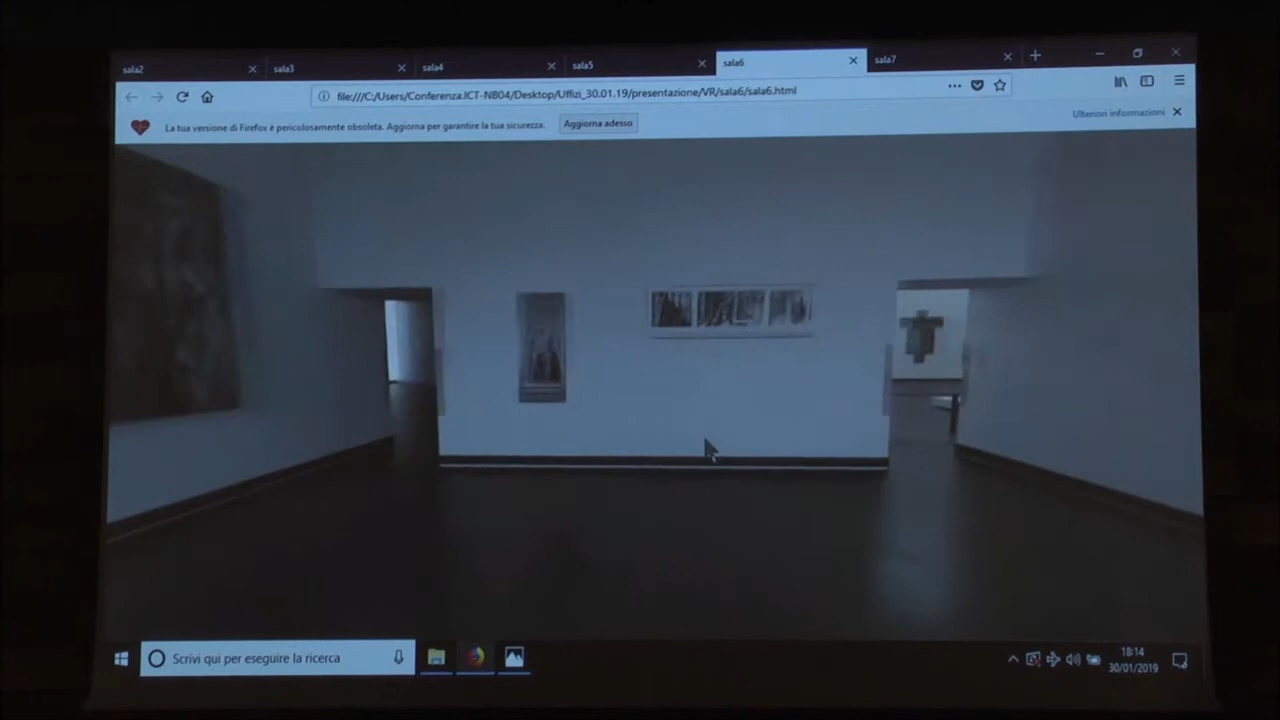 sala2
sala3
sala4
sala5
sala6
sala7
file:///C:/Users/Conferenza.ICT-NB04/Desktop/Uffizi_30.01.19/presentazione/VR/sala6/sala6.html
La tua versione di Firefox è pericolosamente obsoleta. Aggiorna per garantire la tua sicurezza.
Aggiorna adesso
Ulteriori informazioni
Scrivi qui per eseguire la ricerca
18:14
30/01/2019